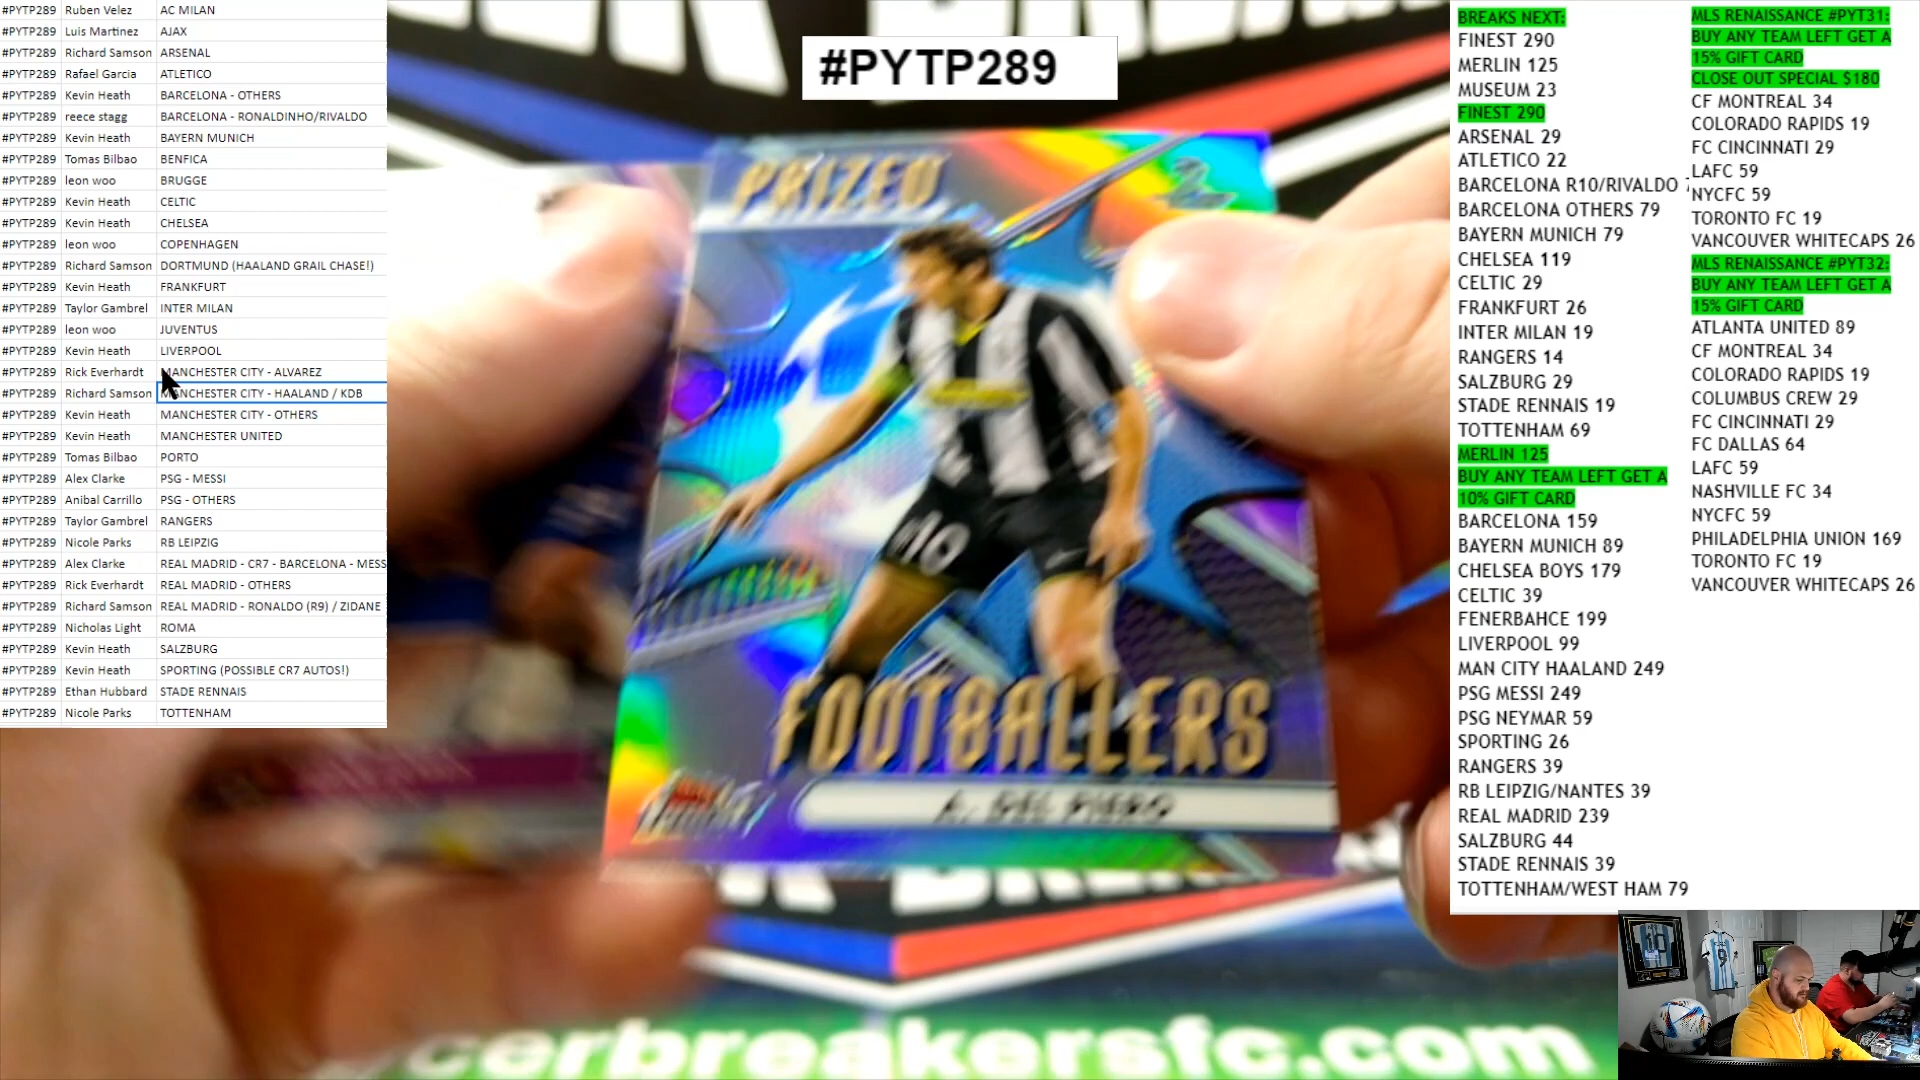 #PYTP289 Ruben Velez AC MILAN
#PYTP289 Luis Martinez AJAX
#PYTP289 Richard Samson ARSENAL
#PYTP289 Rafael Garcia ATLETICO
#PYTP289 Kevin Heath BARCELONA - OTHERS
#PYTP289 reece stagg BARCELONA - RONALDINHO/RIVALDO
#PYTP289 Kevin Heath BAYERN MUNICH
#PYTP289 Tomas Bilbao BENFICA
#PYTP289 leon woo BRUGGE
#PYTP289 Kevin Heath CELTIC
#PYTP289 Kevin Heath CHELSEA
#PYTP289 leon woo COPENHAGEN
#PYTP289 Richard Samson DORTMUND (HAALAND GRAIL CHASE!)
#PYTP289 Kevin Heath FRANKFURT
#PYTP289 Taylor Gambrel INTER MILAN
#PYTP289 leon woo JUVENTUS
#PYTP289 Kevin Heath LIVERPOOL
#PYTP289 Rick Everhardt MANCHESTER CITY - ALVAREZ
#PYTP289 Richard Samson MANCHESTER CITY - HAALAND / KDB
#PYTP289 Kevin Heath MANCHESTER CITY - OTHERS
#PYTP289 Kevin Heath MANCHESTER UNITED
#PYTP289 Tomas Bilbao PORTO
#PYTP289 Alex Clarke PSG - MESSI
#PYTP289 Anibal Carrillo PSG - OTHERS
#PYTP289 Taylor Gambrel RANGERS
#PYTP289 Nicole Parks RB LEIPZIG
#PYTP289 Alex Clarke REAL MADRID - CR7 - BARCELONA - MESS
#PYTP289 Rick Everhardt REAL MADRID - OTHERS
#PYTP289 Richard Samson REAL MADRID - RONALDO (R9) / ZIDANE
#PYTP289 Nicholas Light ROMA
#PYTP289 Kevin Heath SALZBURG
#PYTP289 Kevin Heath SPORTING (POSSIBLE CR7 AUTOS!)
#PYTP289 Ethan Hubbard STADE RENNAIS
#PYTP289 Nicole Parks TOTTENHAM
#PYTP289
PRIZED
10
FOOTBALLERS
A. DEL PIERO
cerbreakersfc.com
BREAKS NEXT:
FINEST 290
MERLIN 125
MUSEUM 23
FINEST 290
ARSENAL 29
ATLETICO 22
BARCELONA R10/RIVALDO
BARCELONA OTHERS 79
BAYERN MUNICH 79
CHELSEA 119
CELTIC 29
FRANKFURT 26
INTER MILAN 19
RANGERS 14
SALZBURG 29
STADE RENNAIS 19
TOTTENHAM 69
MERLIN 125
BUY ANY TEAM LEFT GET A
10% GIFT CARD
BARCELONA 159
BAYERN MUNICH 89
CHELSEA BOYS 179
CELTIC 39
FENERBAHCE 199
LIVERPOOL 99
MAN CITY HAALAND 249
PSG MESSI 249
PSG NEYMAR 59
SPORTING 26
RANGERS 39
RB LEIPZIG/NANTES 39
REAL MADRID 239
SALZBURG 44
STADE RENNAIS 39
TOTTENHAM/WEST HAM 79
MLS RENAISSANCE #PYT31:
BUY ANY TEAM LEFT GET A
15% GIFT CARD
CLOSE OUT SPECIAL $180
CF MONTREAL 34
COLORADO RAPIDS 19
FC CINCINNATI 29
LAFC 59
NYCFC 59
TORONTO FC 19
VANCOUVER WHITECAPS 26
MLS RENAISSANCE #PYT32:
BUY ANY TEAM LEFT GET A
15% GIFT CARD
ATLANTA UNITED 89
CF MONTREAL 34
COLORADO RAPIDS 19
COLUMBUS CREW 29
FC CINCINNATI 29
FC DALLAS 64
LAFC 59
NASHVILLE FC 34
NYCFC 59
PHILADELPHIA UNION 169
TORONTO FC 19
VANCOUVER WHITECAPS 26